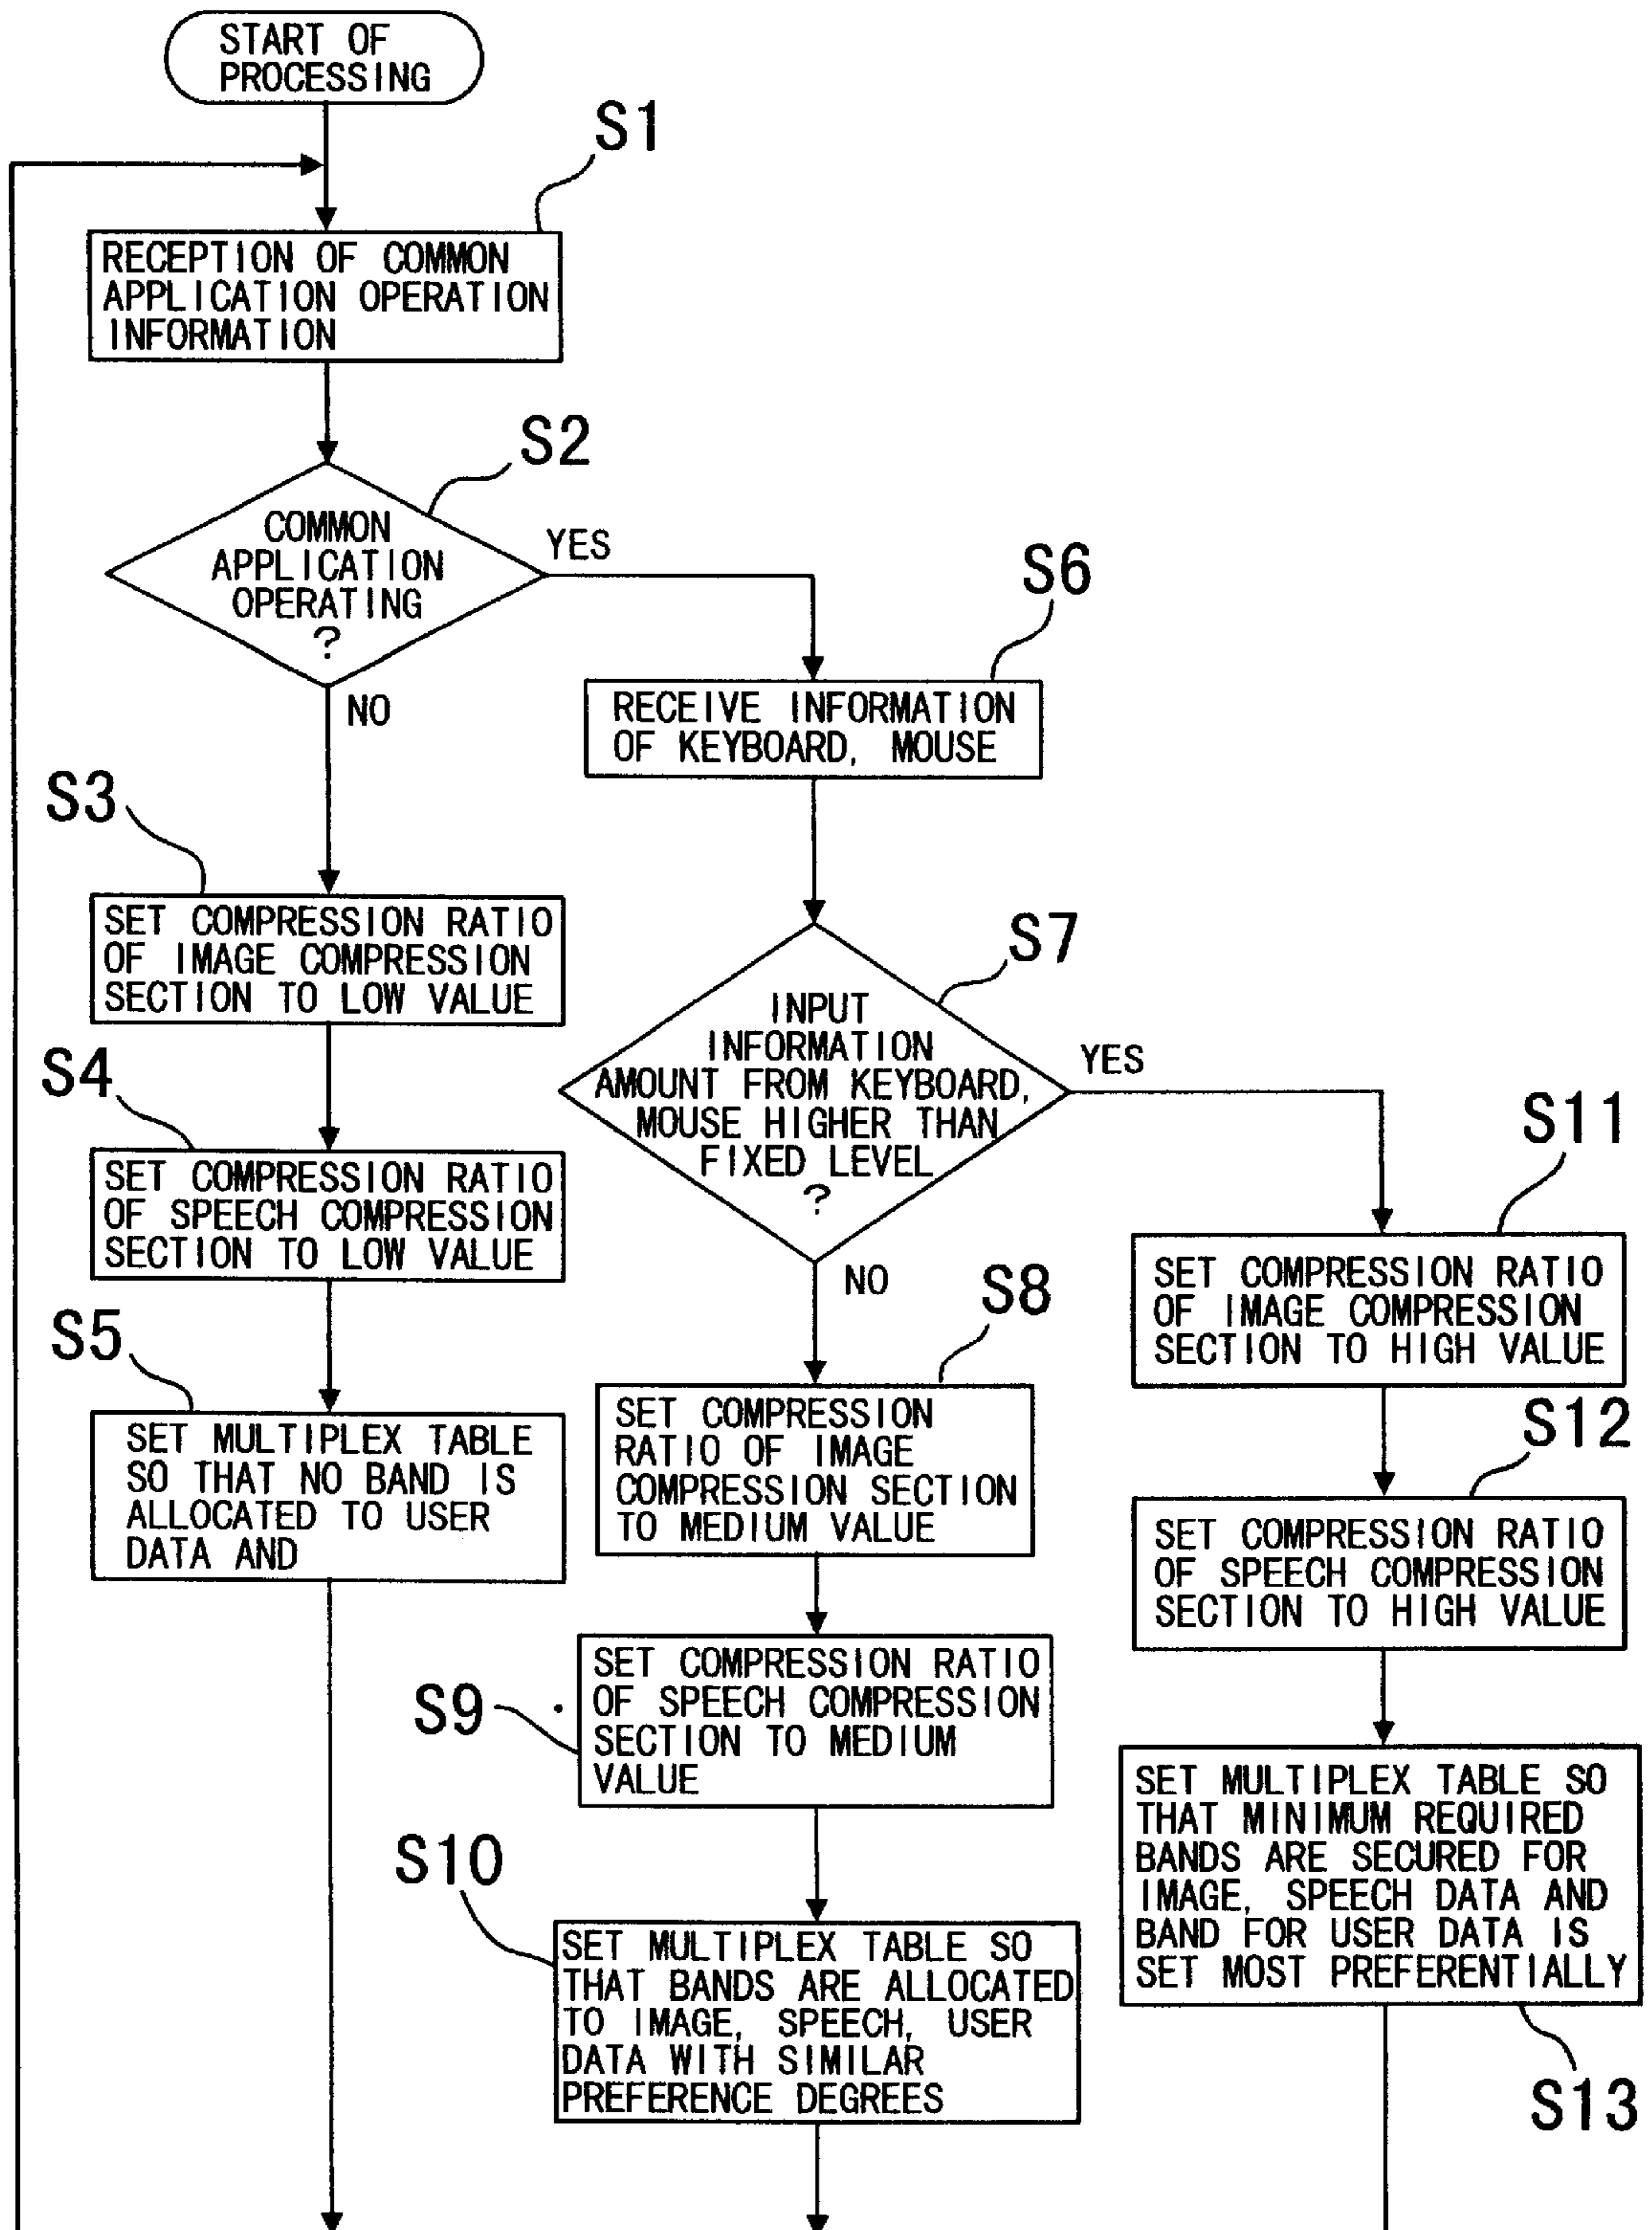 START OF
PROCESSING
S1
RECEPTION OF COMMON
APPLICATION OPERATION
INFORMATION
S2
COMMON
APPLICATION
OPERATING
?
YES
NO
S6
RECEIVE INFORMATION
OF KEYBOARD, MOUSE
S3
SET COMPRESSION RATIO
OF IMAGE COMPRESSION
SECTION TO LOW VALUE
S7
INPUT
INFORMATION
AMOUNT FROM KEYBOARD,
MOUSE HIGHER THAN
FIXED LEVEL
?
YES
NO
S4
SET COMPRESSION RATIO
OF SPEECH COMPRESSION
SECTION TO LOW VALUE
S11
SET COMPRESSION RATIO
OF IMAGE COMPRESSION
SECTION TO HIGH VALUE
S5
SET MULTIPLEX TABLE
SO THAT NO BAND IS
ALLOCATED TO USER
DATA AND
S8
SET COMPRESSION
RATIO OF IMAGE
COMPRESSION SECTION
TO MEDIUM VALUE
S12
SET COMPRESSION RATIO
OF SPEECH COMPRESSION
SECTION TO HIGH VALUE
S9
SET COMPRESSION RATIO
OF SPEECH COMPRESSION
SECTION TO MEDIUM
VALUE
S10
SET MULTIPLEX TABLE SO
THAT BANDS ARE ALLOCATED
TO IMAGE, SPEECH, USER
DATA WITH SIMILAR
PREFERENCE DEGREES
SET MULTIPLEX TABLE SO
THAT MINIMUM REQUIRED
BANDS ARE SECURED FOR
IMAGE, SPEECH DATA AND
BAND FOR USER DATA IS
SET MOST PREFERENTIALLY
S13